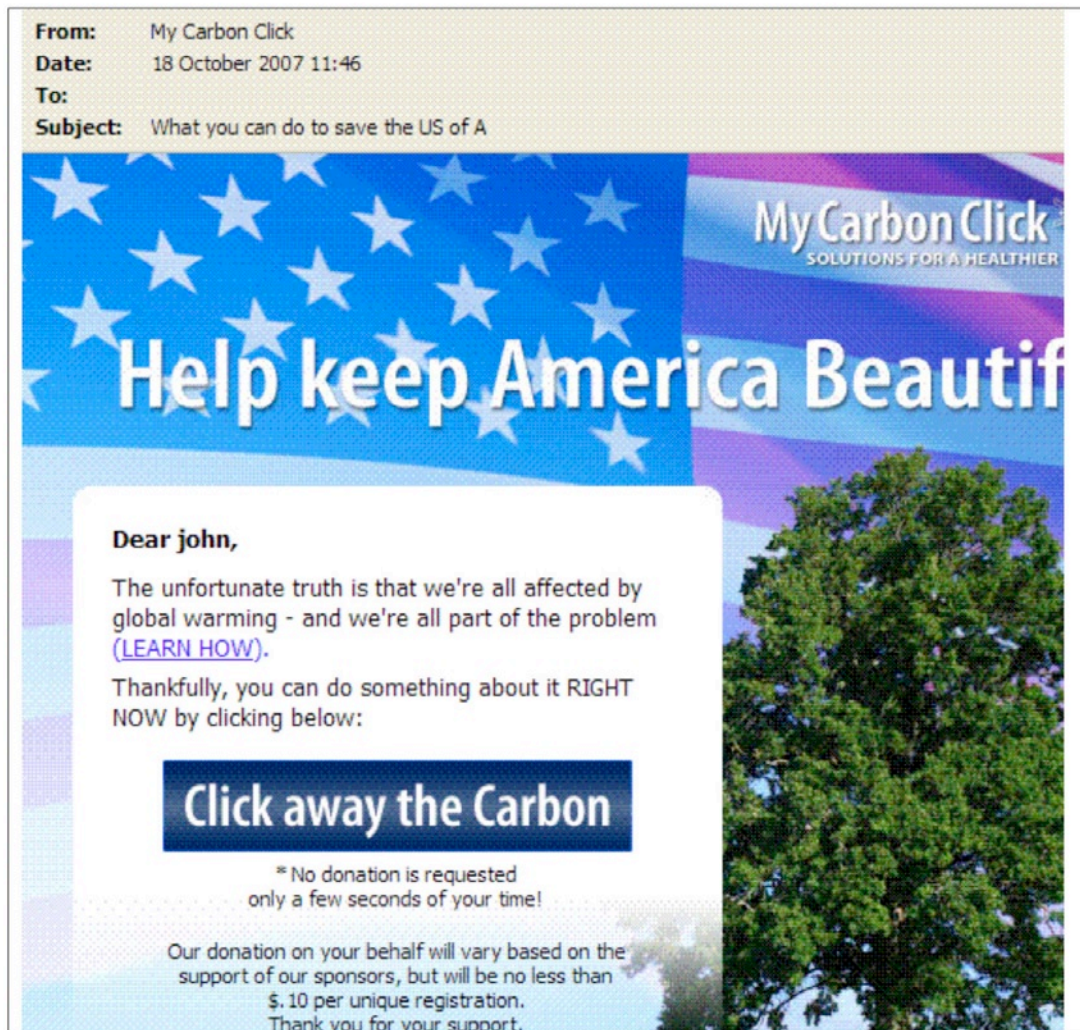 From: My Carbon Click
Date: 18 October 2007 11:46
To:
Subject: What you can do to save the US of A
My Carbon Click
SOLUTIONS FOR A HEALTHIER
Help keep America Beautif
Dear john,
The unfortunate truth is that we're all affected by
global warming - and we're all part of the problem
(LEARN HOW).
Thankfully, you can do something about it RIGHT
NOW by clicking below:
Click away the Carbon
* No donation is requested
only a few seconds of your time!
Our donation on your behalf will vary based on the
support of our sponsors, but will be no less than
$.10 per unique registration.
Thank you for your support.